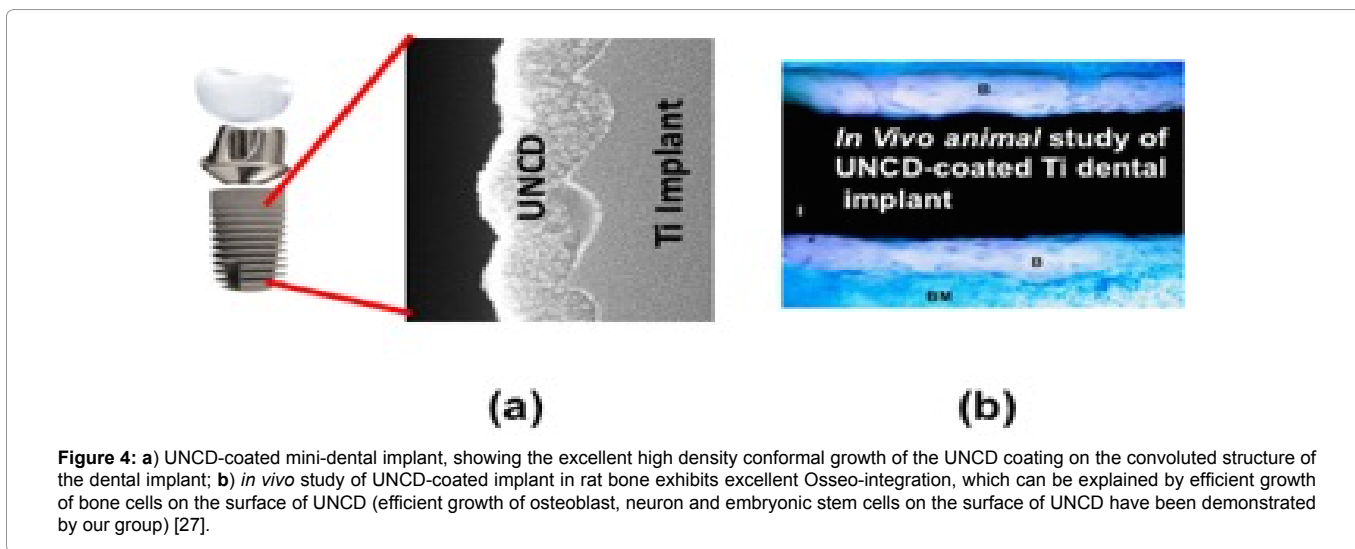 UNCD
Ti Implant
B
In Vivo animal study of
UNCD-coated Ti dental
implant
I
B
BM
(a)
(b)
Figure 4: a) UNCD-coated mini-dental implant, showing the excellent high density conformal growth of the UNCD coating on the convoluted structure of
the dental implant; b) in vivo study of UNCD-coated implant in rat bone exhibits excellent Osseo-integration, which can be explained by efficient growth
of bone cells on the surface of UNCD (efficient growth of osteoblast, neuron and embryonic stem cells on the surface of UNCD have been demonstrated
by our group) [27].